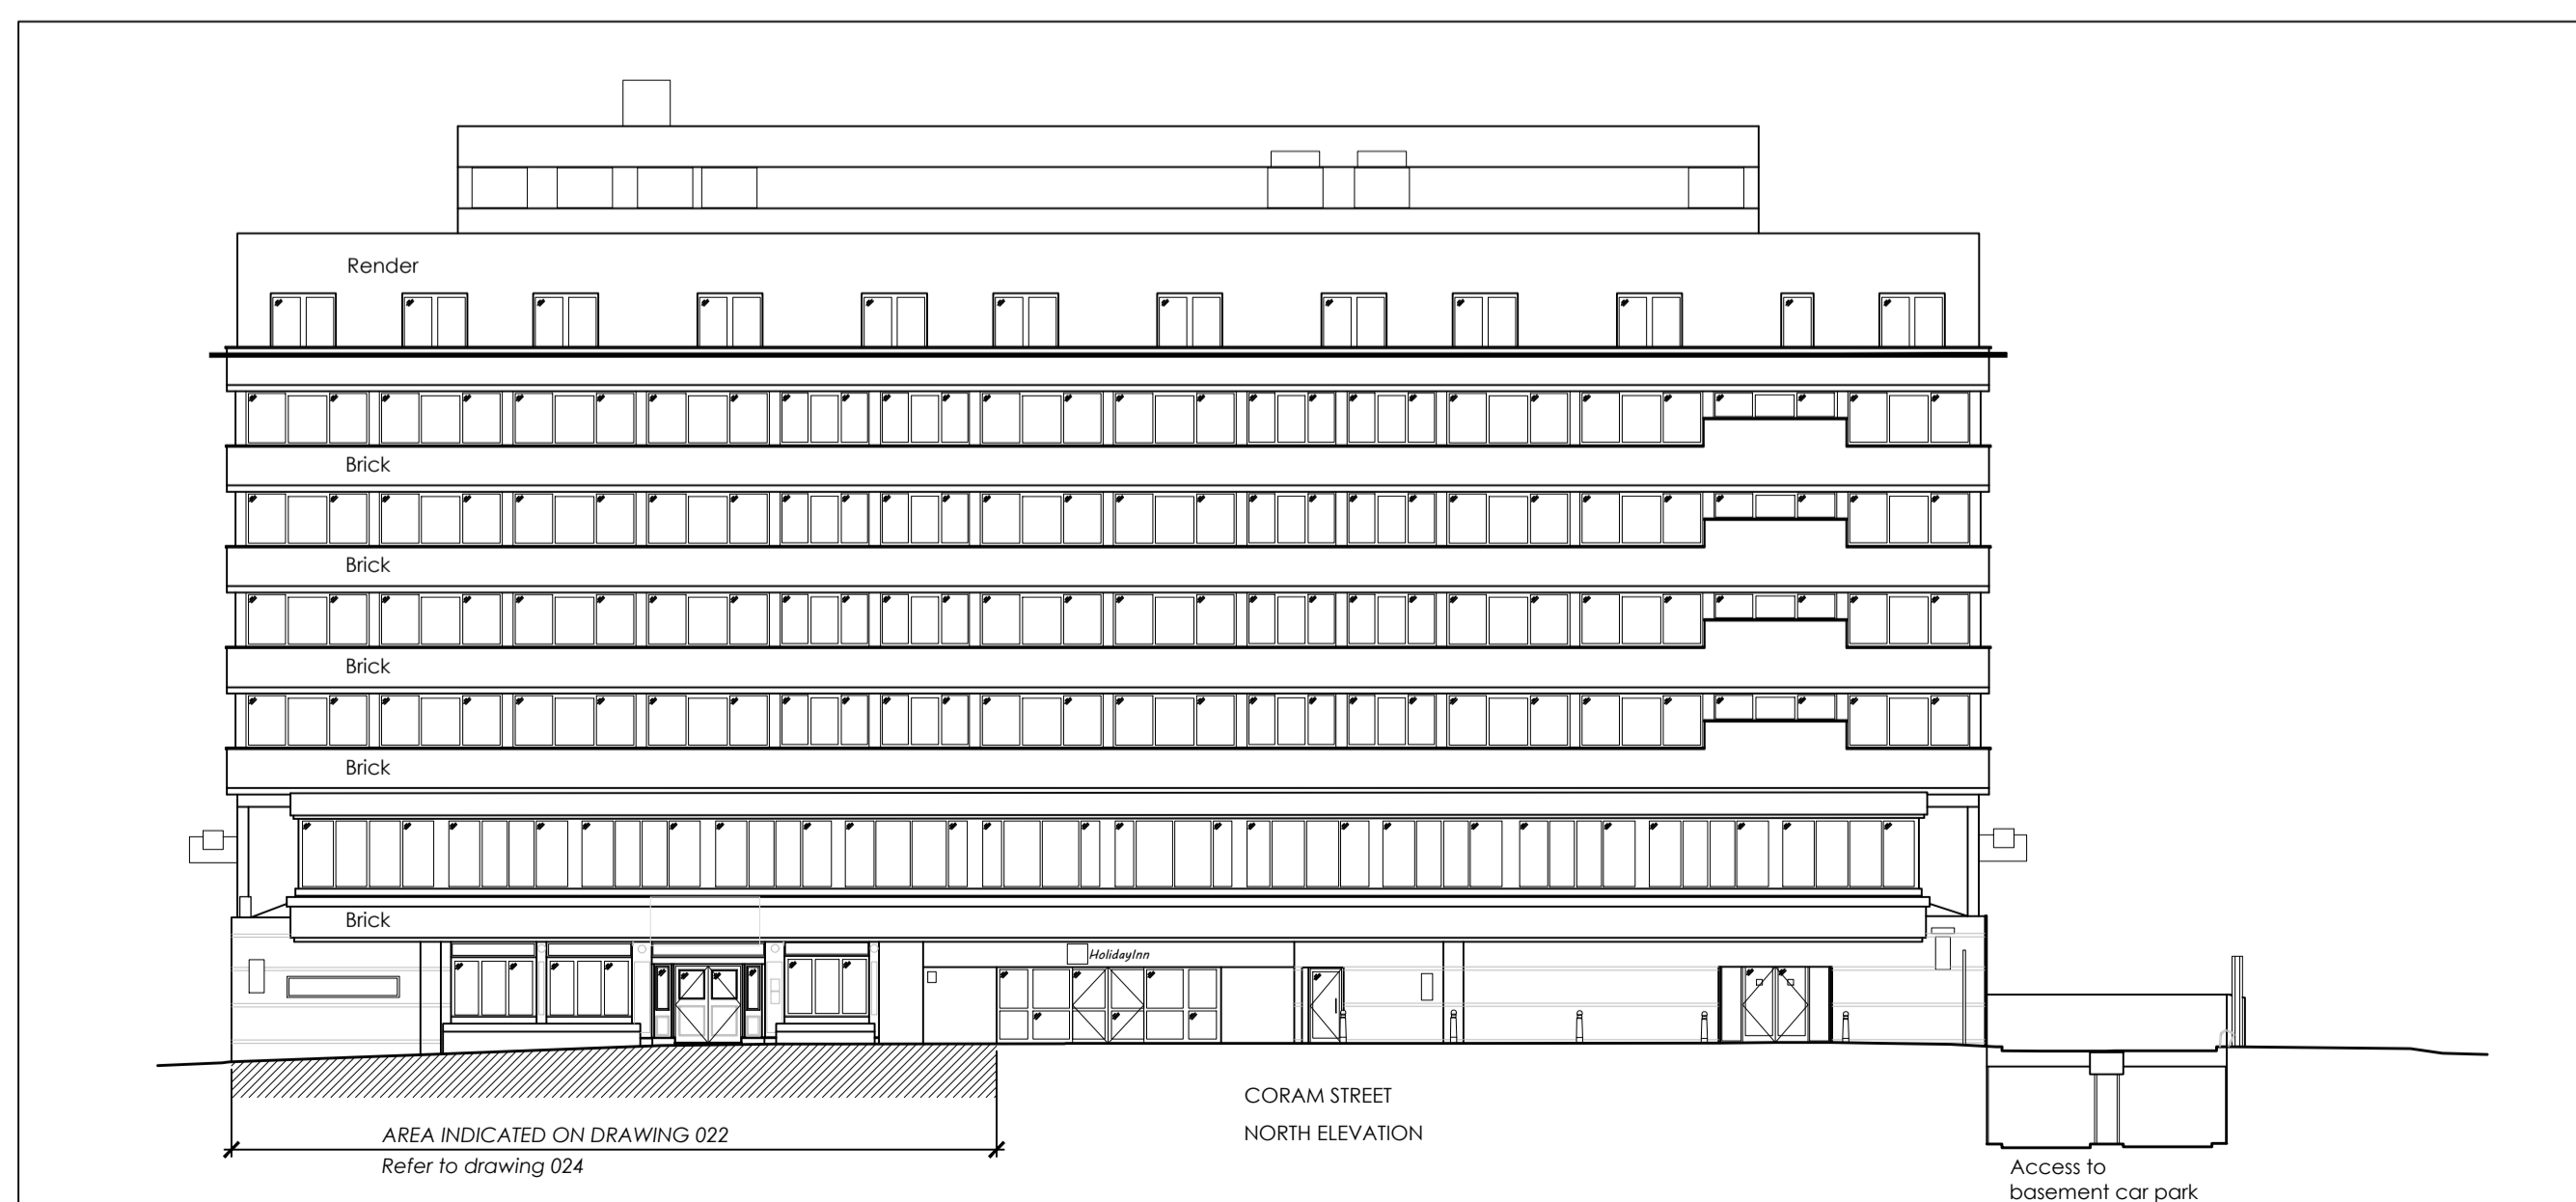 Render
Brick
Brick
Brick
Brick
Brick
HolidayInn
CORAM STREET
NORTH ELEVATION
AREA INDICATED ON DRAWING 022
Refer to drawing 024
Access to
basement car park